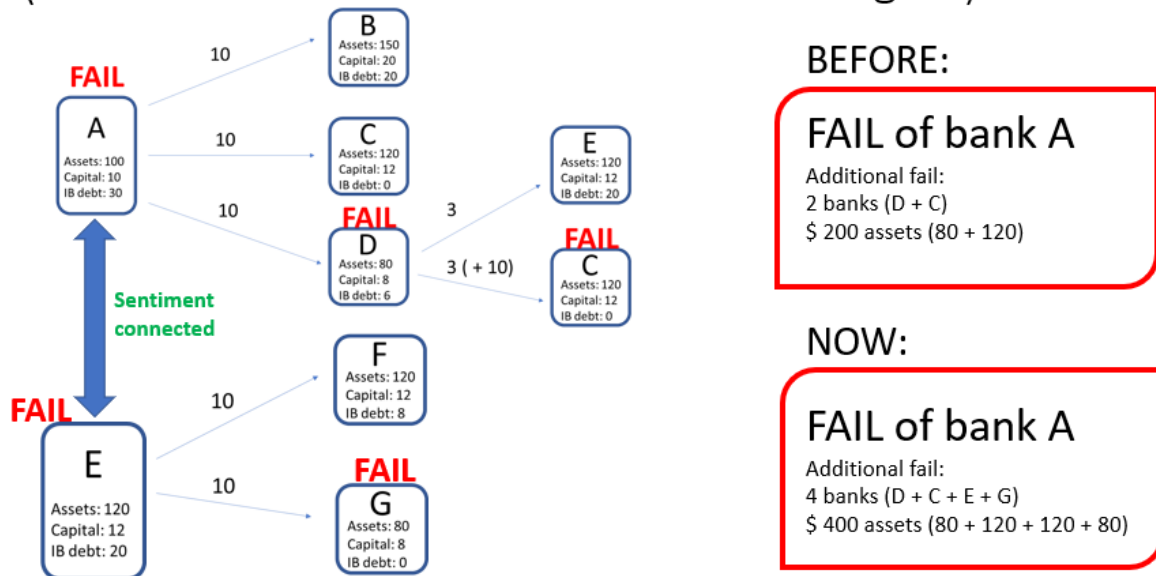 FAIL
A
Assets: 100
Capital: 10
IB debt: 30
10
10
10
B
Assets: 150
Capital: 20
IB debt: 20
C
Assets: 120
Capital: 12
IB debt: 0
FAIL
D
Assets: 80
Capital: 8
IB debt: 6
3
3 ( + 10)
E
Assets: 120
Capital: 12
IB debt: 20
FAIL
C
Assets: 120
Capital: 12
IB debt: 0
Sentiment
connected
FAIL
E
Assets: 120
Capital: 12
IB debt: 20
10
10
F
Assets: 120
Capital: 12
IB debt: 8
FAIL
G
Assets: 80
Capital: 8
IB debt: 0
BEFORE:
FAIL of bank A
Additional fail:
2 banks (D + C)
$ 200 assets (80 + 120)
NOW:
FAIL of bank A
Additional fail:
4 banks (D + C + E + G)
$ 400 assets (80 + 120 + 120 + 80)